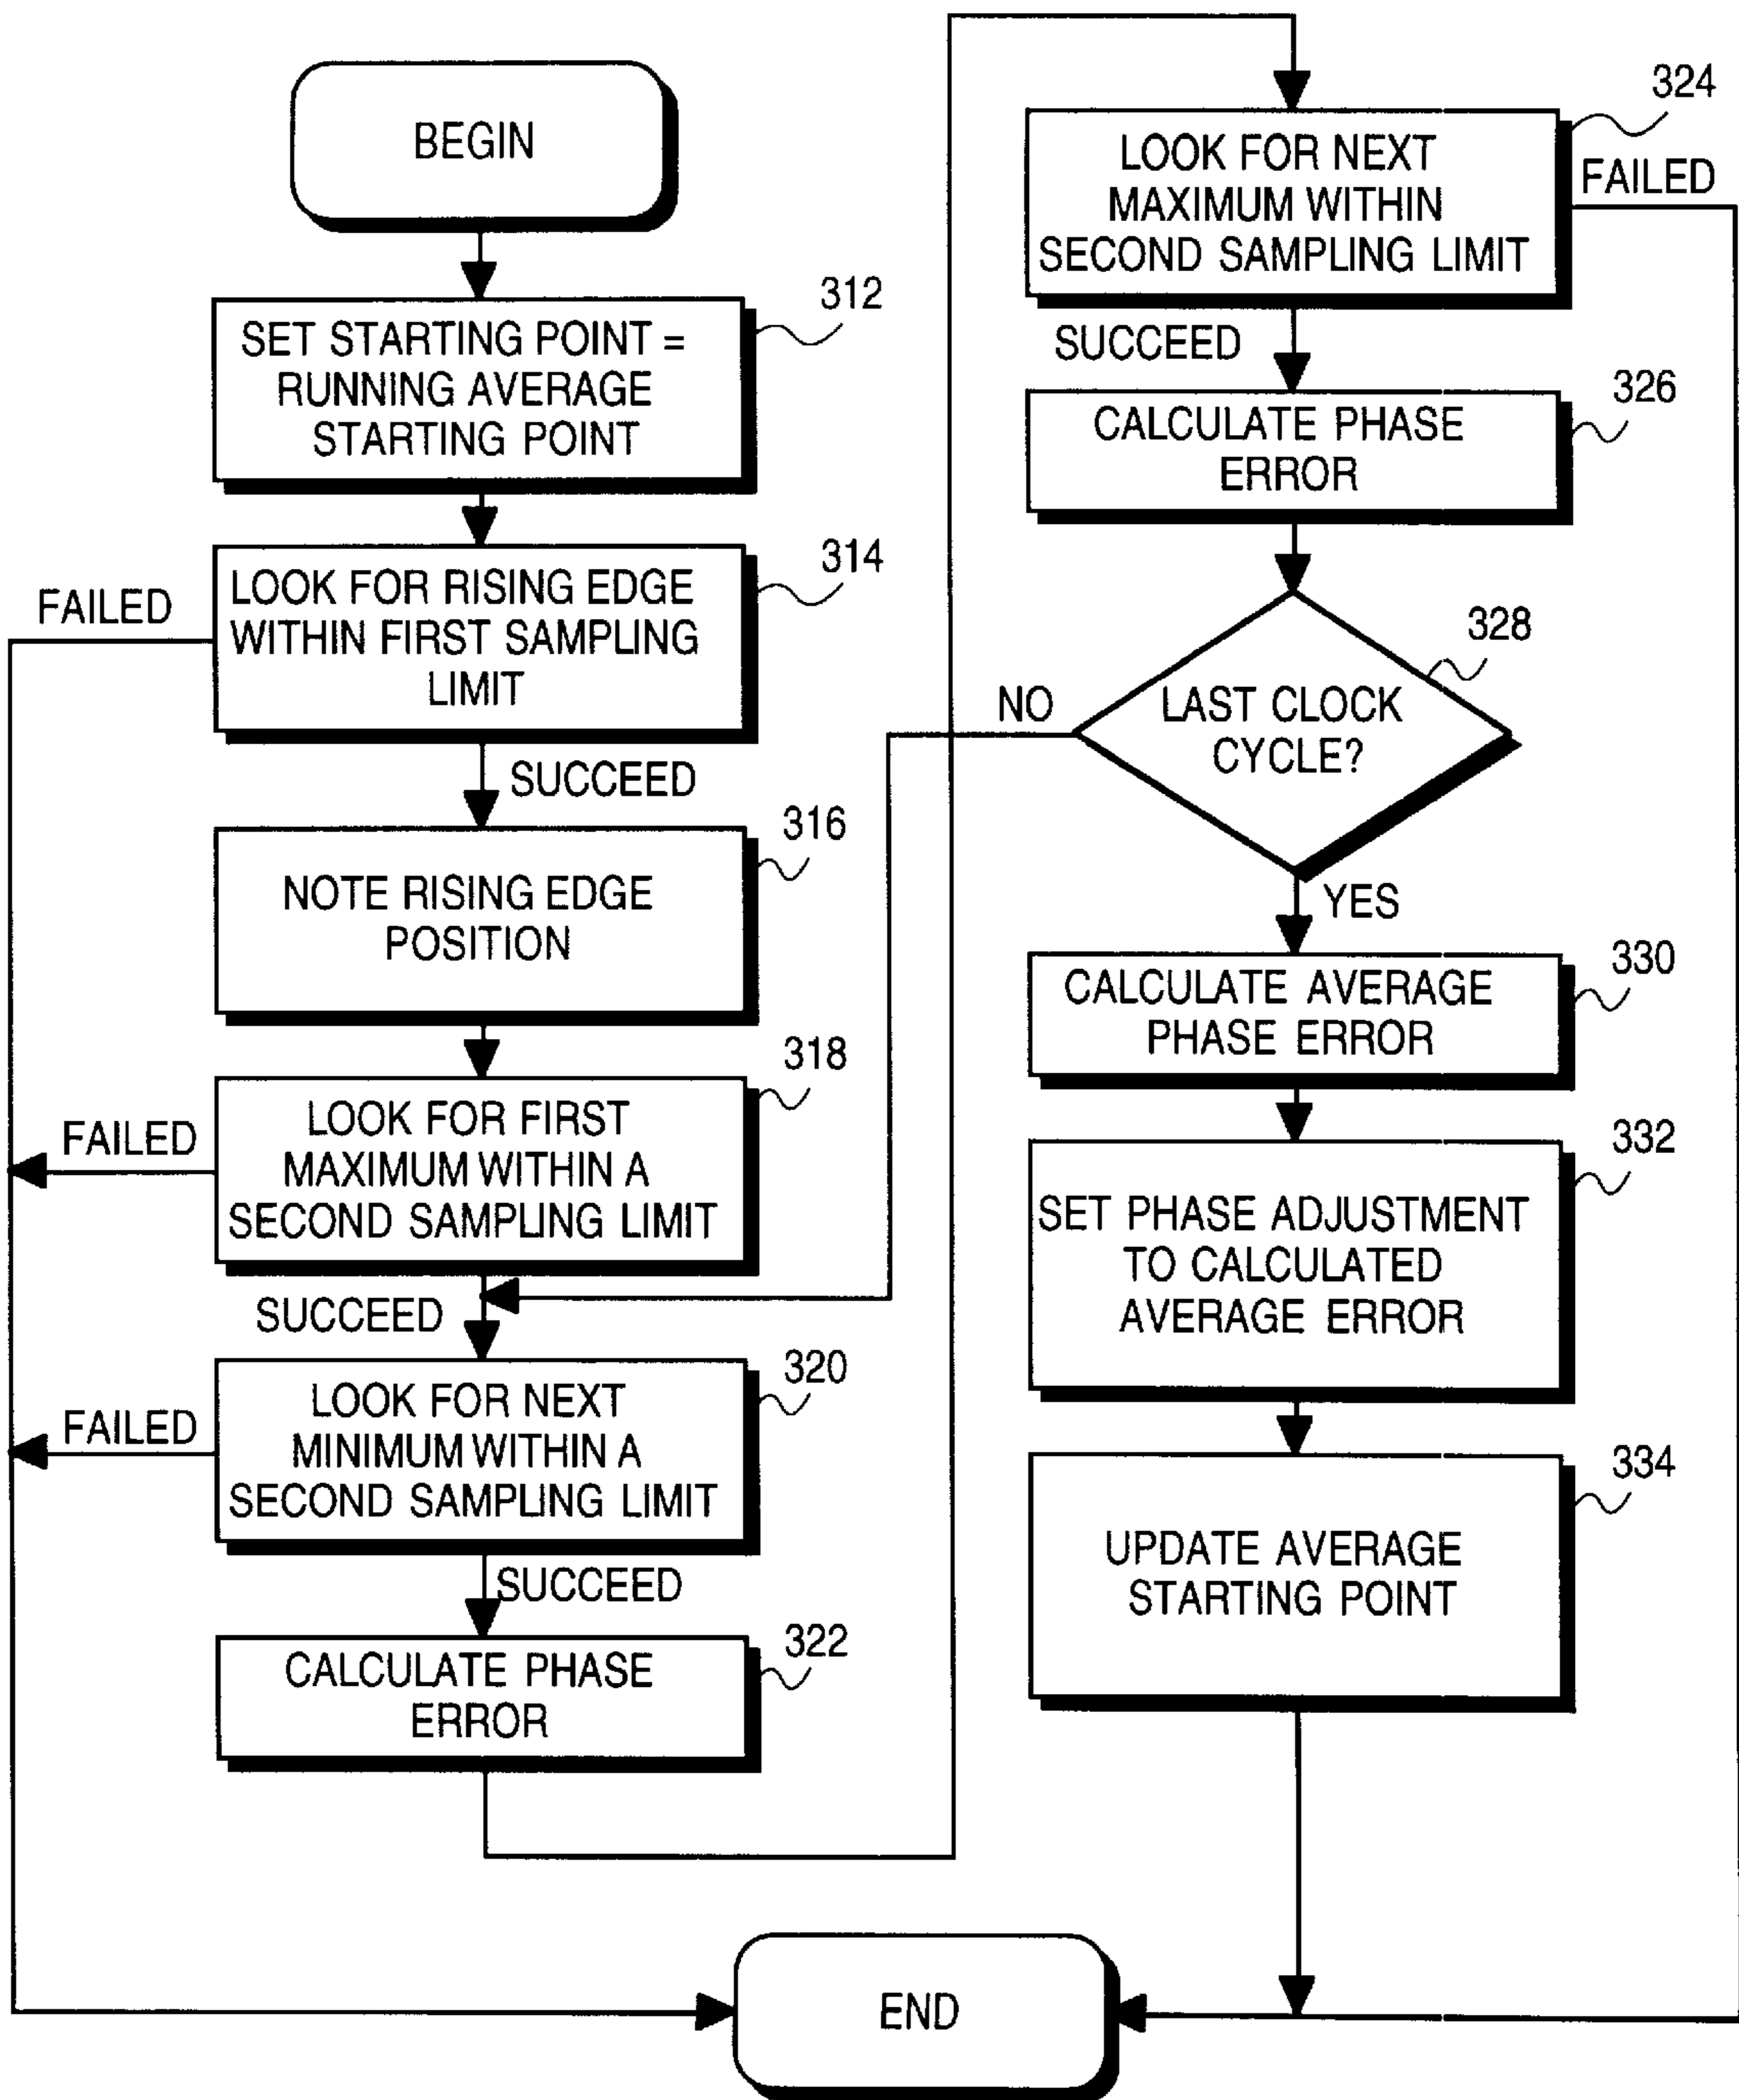 BEGIN
312
SET STARTING POINT =
RUNNING AVERAGE
STARTING POINT
314
LOOK FOR RISING EDGE
WITHIN FIRST SAMPLING
LIMIT
FAILED
SUCCEED
316
NOTE RISING EDGE
POSITION
318
LOOK FOR FIRST
MAXIMUM WITHIN A
SECOND SAMPLING LIMIT
FAILED
SUCCEED
320
LOOK FOR NEXT
MINIMUM WITHIN A
SECOND SAMPLING LIMIT
FAILED
SUCCEED
322
CALCULATE PHASE
ERROR
324
LOOK FOR NEXT
MAXIMUM WITHIN
SECOND SAMPLING LIMIT
FAILED
SUCCEED
326
CALCULATE PHASE
ERROR
328
LAST CLOCK
CYCLE?
NO
YES
330
CALCULATE AVERAGE
PHASE ERROR
332
SET PHASE ADJUSTMENT
TO CALCULATED
AVERAGE ERROR
334
UPDATE AVERAGE
STARTING POINT
END